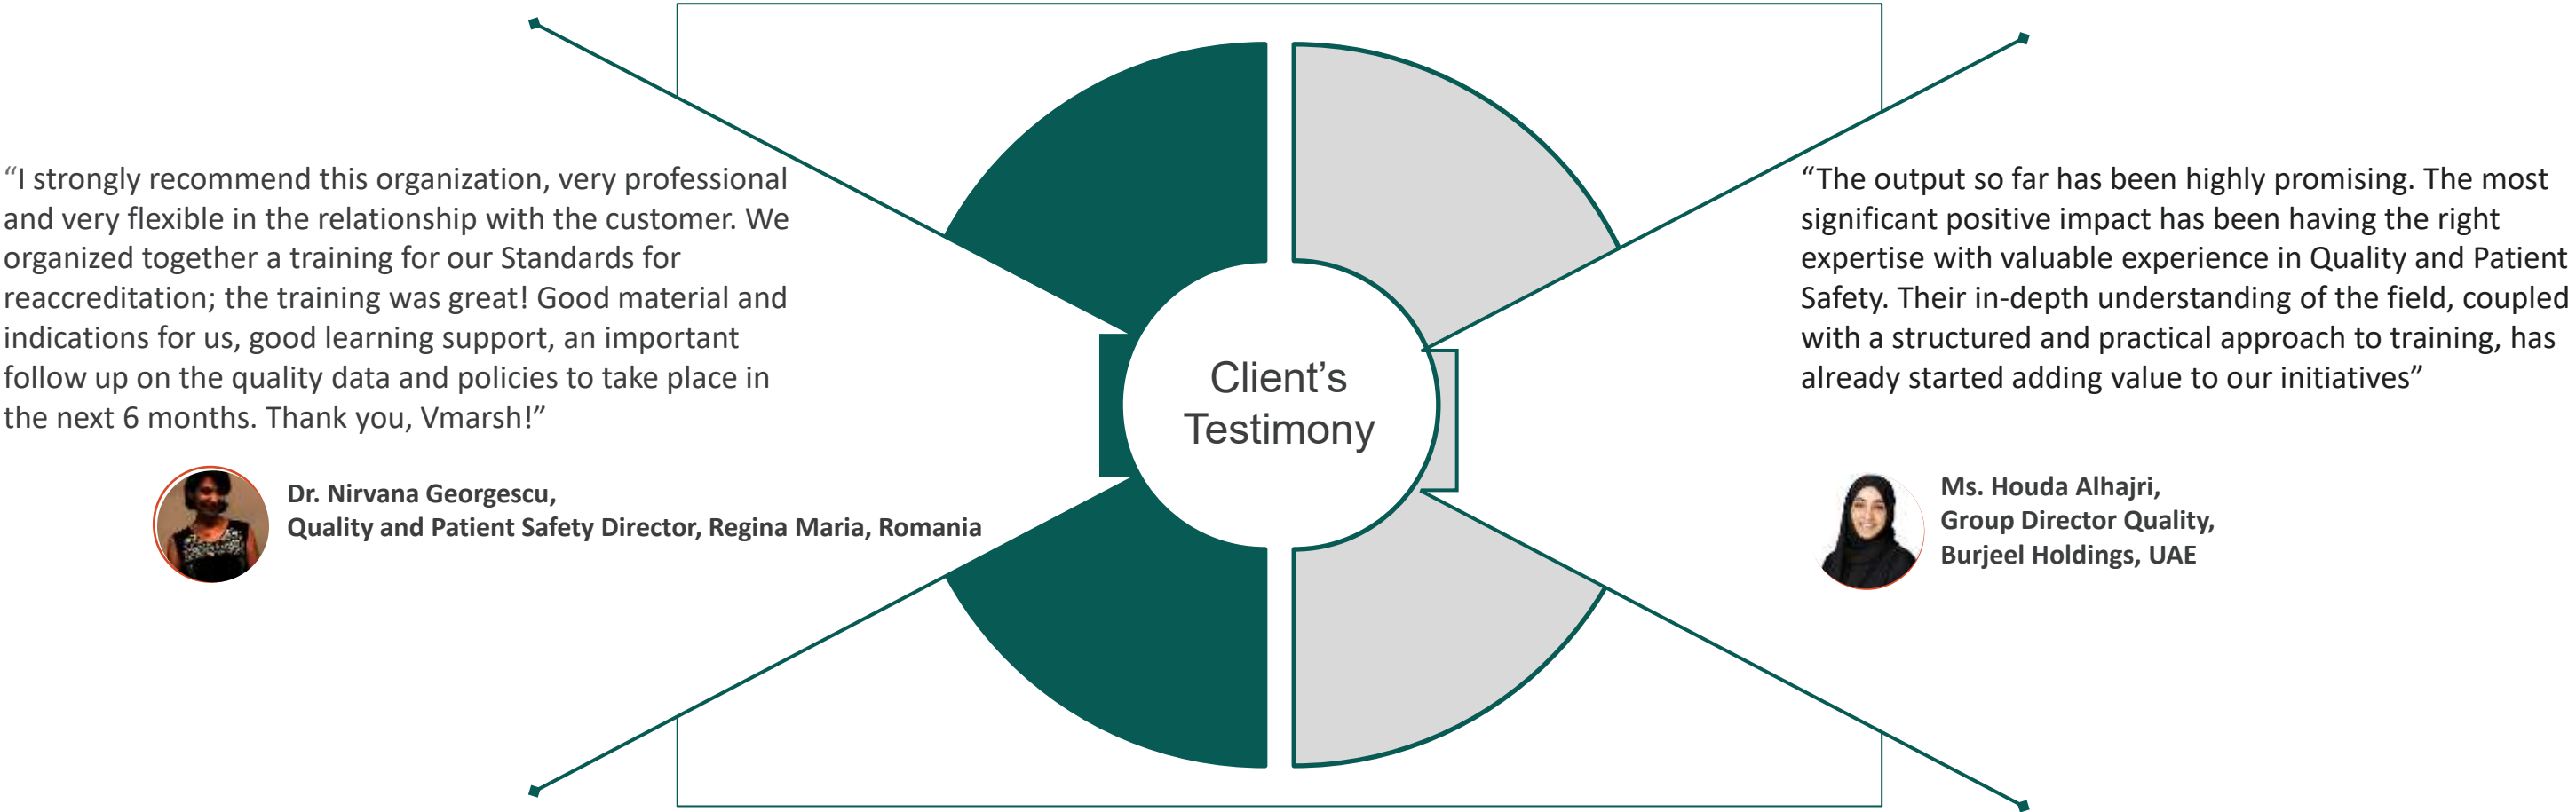 “I strongly recommend this organization, very professional
and very flexible in the relationship with the customer. We
organized together a training for our Standards for
reaccreditation; the training was great! Good material and
indications for us, good learning support, an important
follow up on the quality data and policies to take place in
the next 6 months. Thank you, Vmarsh!”
Dr. Nirvana Georgescu,
Quality and Patient Safety Director, Regina Maria, Romania
Client’s
Testimony
“The output so far has been highly promising. The most
significant positive impact has been having the right
expertise with valuable experience in Quality and Patient
Safety. Their in-depth understanding of the field, coupled
with a structured and practical approach to training, has
already started adding value to our initiatives”
Ms. Houda Alhajri,
Group Director Quality,
Burjeel Holdings, UAE